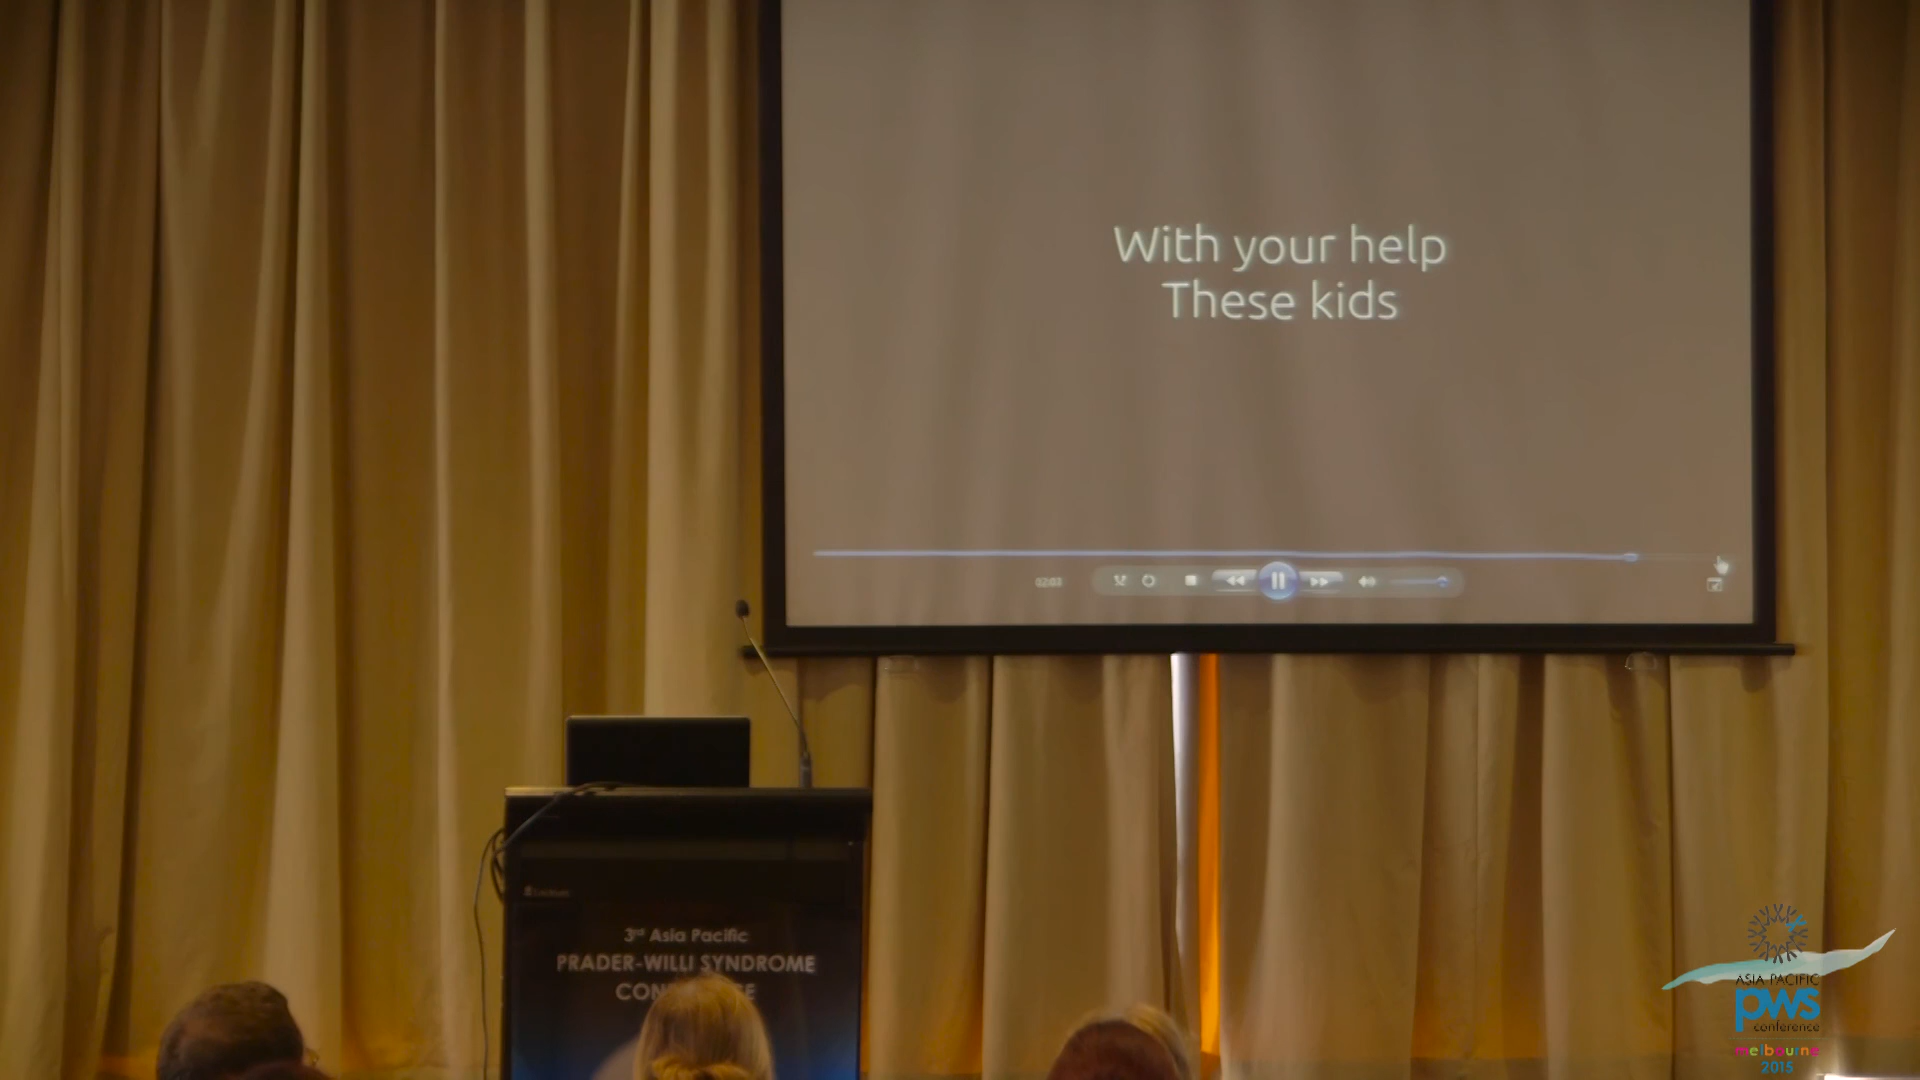 With your help
These kids
02:03
3rd Asia Pacific
PRADER-WILLI SYNDROME
ASIA PACIFIC
pws
conference
melbourne
2015